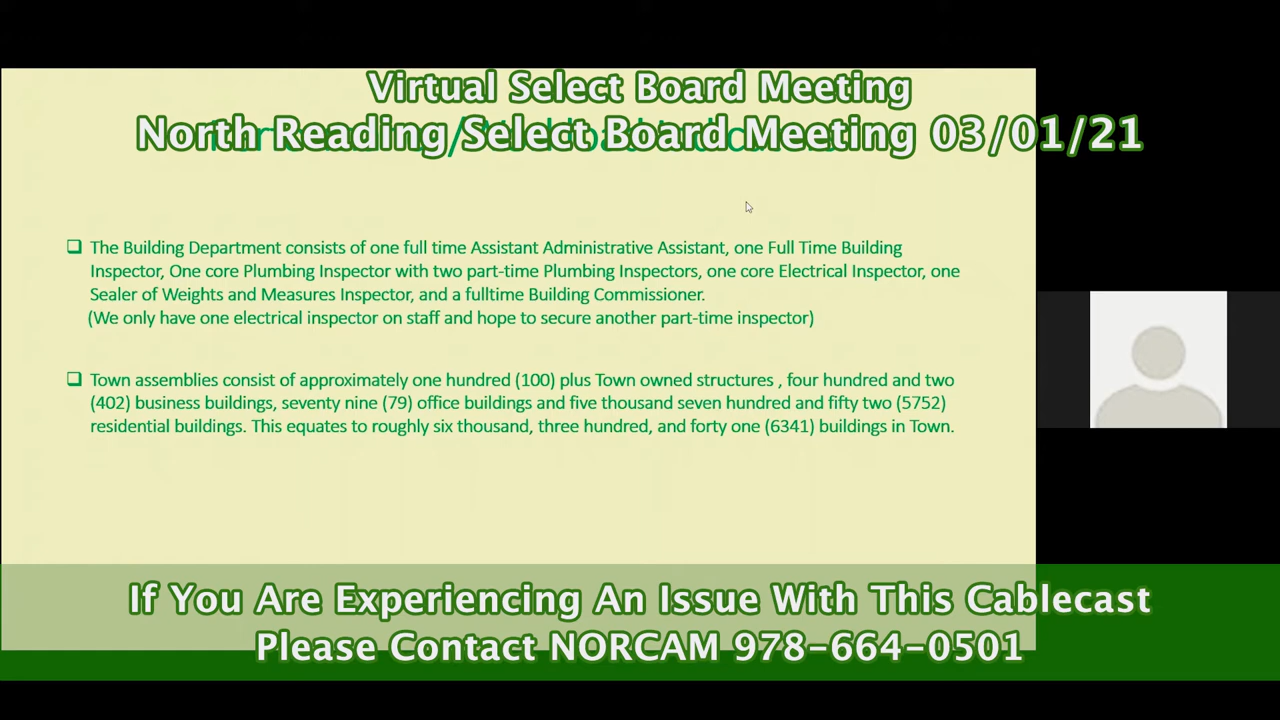 Virtual Select Board Meeting
North Reading Select Board Meeting 03/01/21
The Building Department consists of one full time Assistant Administrative Assistant, one Full Time Building
Inspector, One core Plumbing Inspector with two part-time Plumbing Inspectors, one core Electrical Inspector, one
Sealer of Weights and Measures Inspector, and a fulltime Building Commissioner.
(We only have one electrical inspector on staff and hope to secure another part-time inspector)
Town assemblies consist of approximately one hundred (100) plus Town owned structures , four hundred and two
(402) business buildings, seventy nine (79) office buildings and five thousand seven hundred and fifty two (5752)
residential buildings. This equates to roughly six thousand, three hundred, and forty one (6341) buildings in Town.
If You Are Experiencing An Issue With This Cablecast
Please Contact NORCAM 978-664-0501